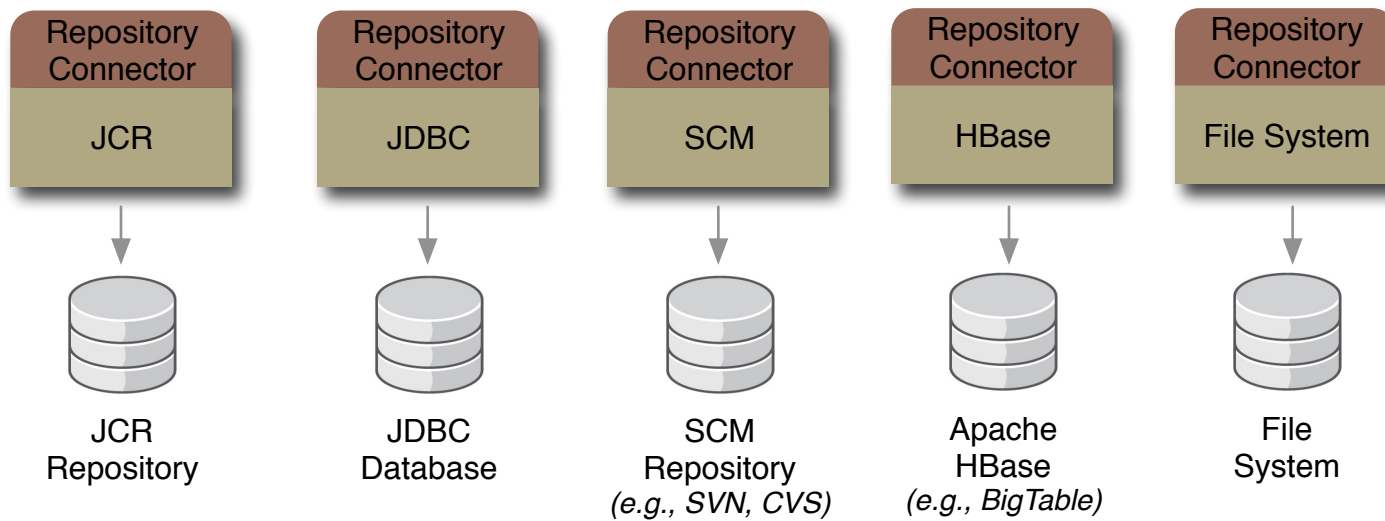 Repository
Connector
JCR
JCR
Repository
Repository
Connector
JDBC
JDBC
Database
Repository
Connector
SCM
SCM
Repository
(e.g., SVN, CVS)
Repository
Connector
HBase
Apache
HBase
(e.g., BigTable)
Repository
Connector
File System
File
System